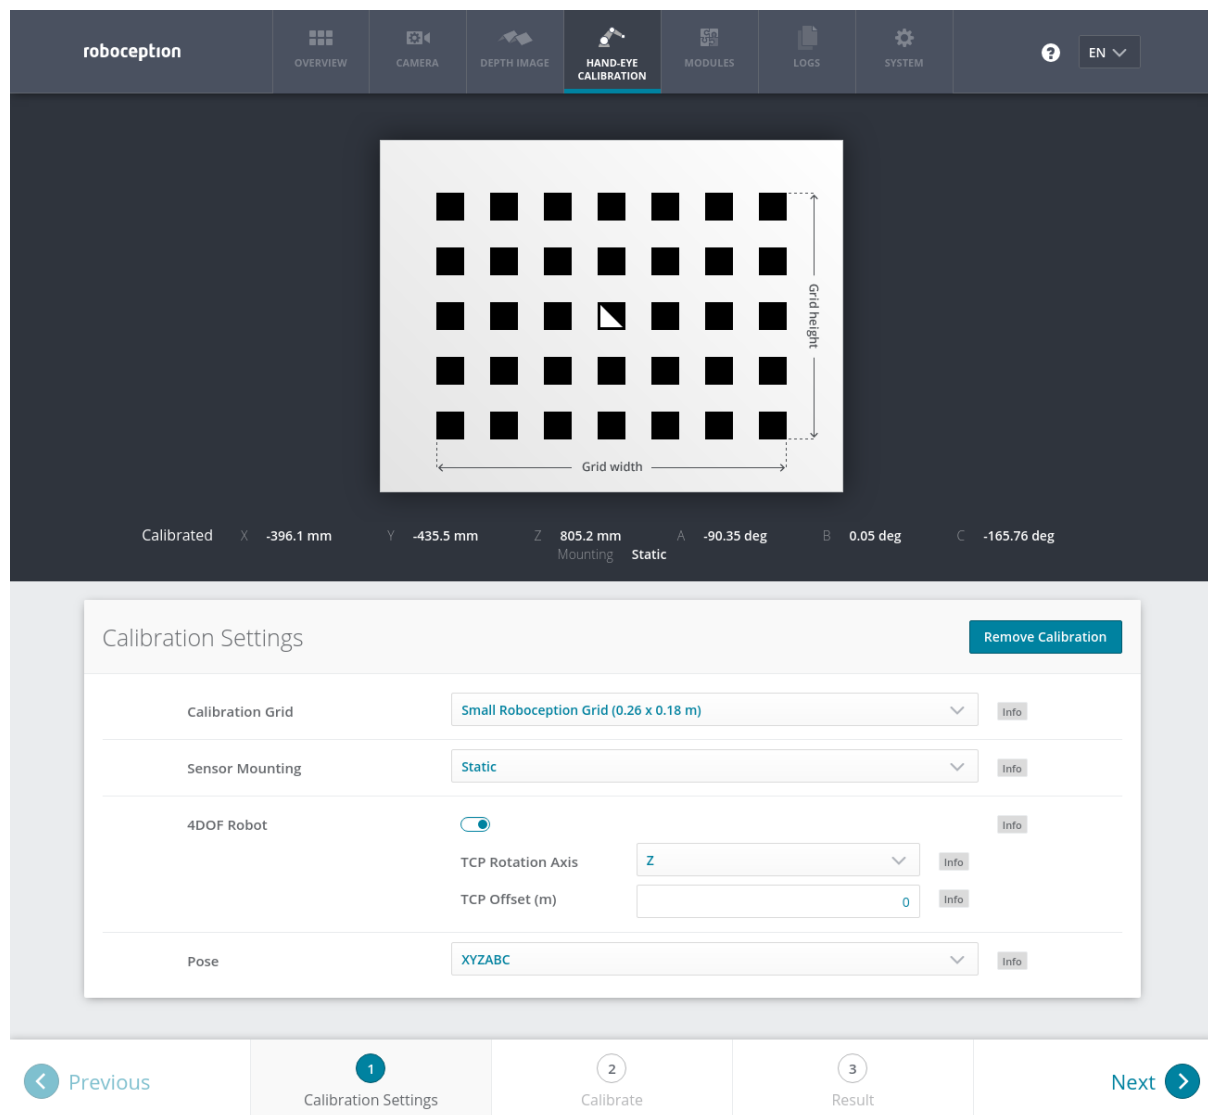 roboception
OVERVIEW
CAMERA
DEPTH IMAGE
HAND-EYE
CALIBRATION
MODULES
LOGS
SYSTEM
?
EN
Grid height
Grid width
Calibrated X -396.1 mm Y -435.5 mm Z 805.2 mm A -90.35 deg B 0.05 deg C -165.76 deg
Mounting Static
Calibration Settings
Remove Calibration
Calibration Grid Small Roboception Grid (0.26 x 0.18 m) Info
Sensor Mounting Static Info
4DOF Robot Info
TCP Rotation Axis Z Info
TCP Offset (m) 0 Info
Pose XYZABC Info
Previous
1
Calibration Settings
2
Calibrate
3
Result
Next